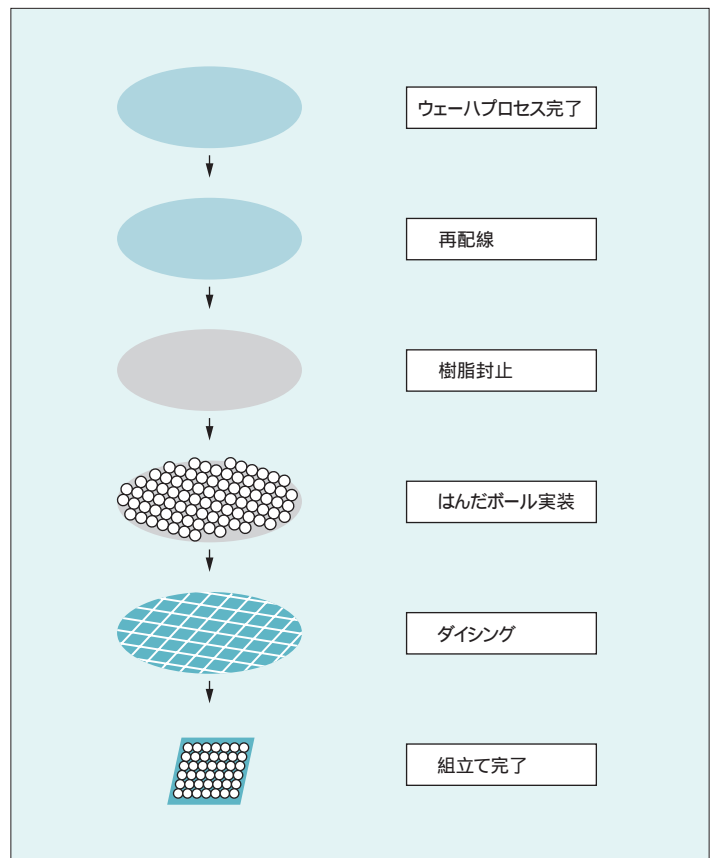 ウェーハプロセス完了
再配線
樹脂封止
はんだボール実装
ダイシング
組立て完了